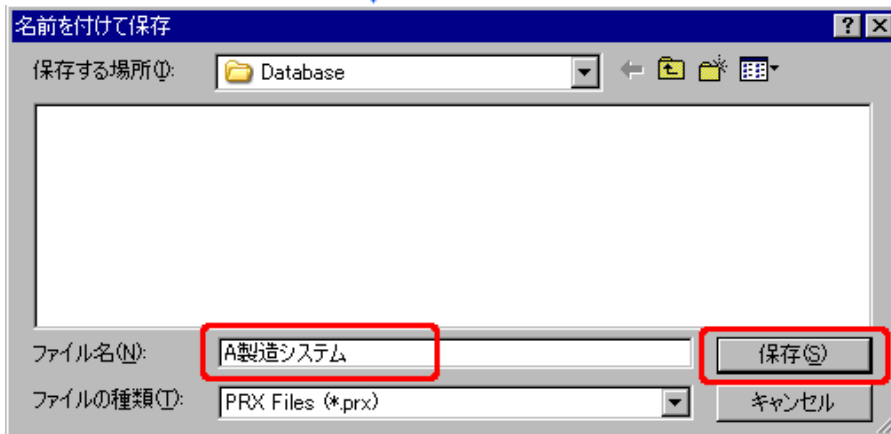 名前を付けて保存
保存する場所(I): Database
ファイル名(N): A製造システム 保存(S)
ファイルの種類(T): PRX Files (*.prx) キャンセル